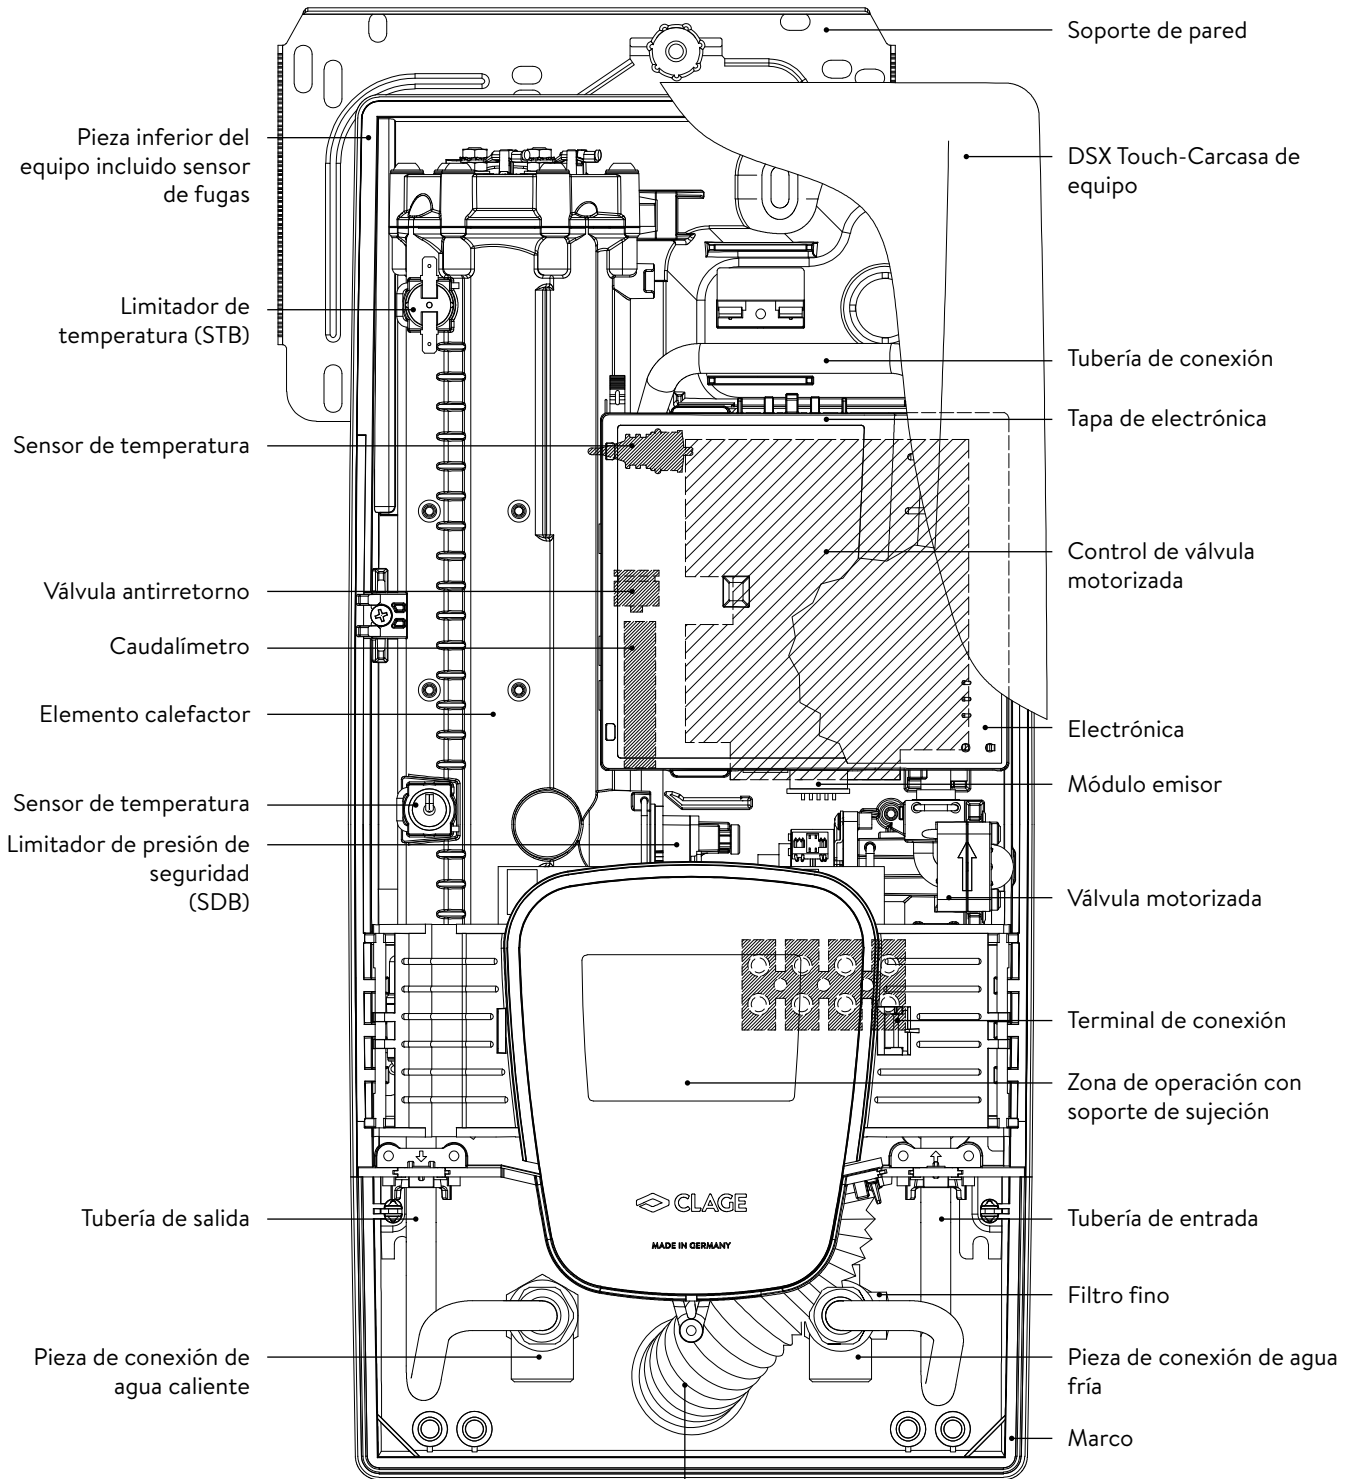 Soporte de pared
Pieza inferior del
equipo incluido sensor
de fugas
DSX Touch-Carcasa de
equipo
Limitador de
temperatura (STB)
Tubería de conexión
Tapa de electrónica
Sensor de temperatura
Control de válvula
motorizada
Válvula antirretorno
Caudalímetro
Elemento calefactor
Electrónica
Módulo emisor
Sensor de temperatura
Limitador de presión de
seguridad
(SDB)
Válvula motorizada
Terminal de conexión
Zona de operación con
soporte de sujeción
CLAGE
MADE IN GERMANY
Tubería de salida
Tubería de entrada
Filtro fino
Pieza de conexión de
agua caliente
Pieza de conexión de agua
fría
Marco